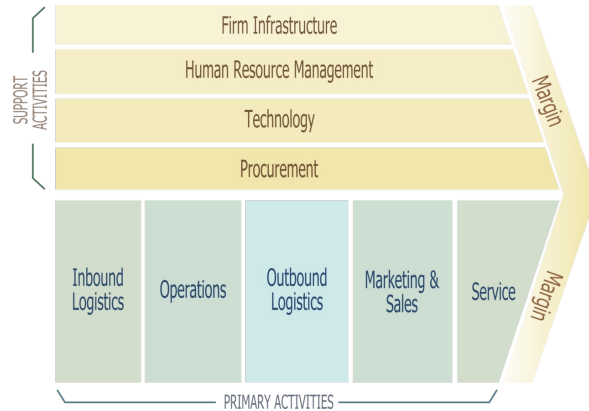 SUPPORT
ACTIVITIES
Firm Infrastructure
Human Resource Management
Technology
Procurement
Margin
Inbound
Logistics
Operations
Outbound
Logistics
Marketing &
Sales
Service
Margin
PRIMARY ACTIVITIES